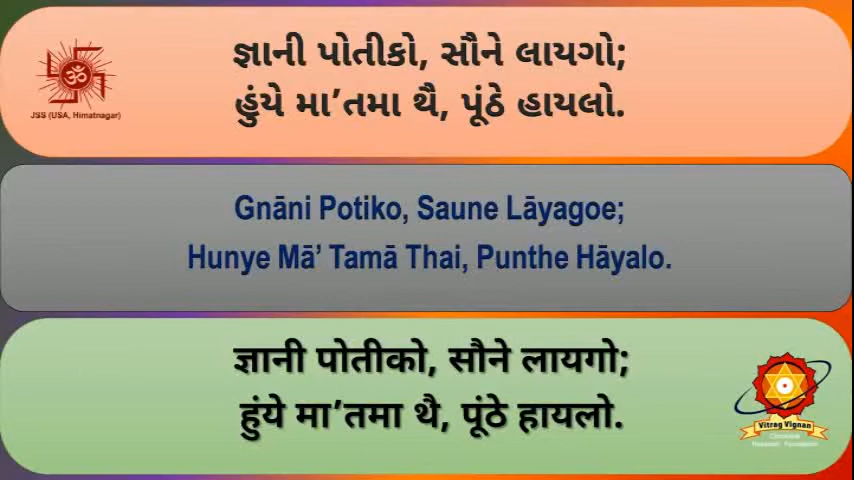 જ્ઞાની પોતીકો, સૌને લાયગો;
હુંયે મા’તમા થૈ, પૂંઠે હાયલો.
JSS (USA, Himatnagar)
Gnāni Potiko, Saune Lāyagoe;
Hunye Mā’ Tamā Thai, Punthe Hāyalo.
ज्ञानी पोतीको, सौने लायगो;
हुंये मा’तमा थै, पूंठे हायलो.
Vitrag Vignan